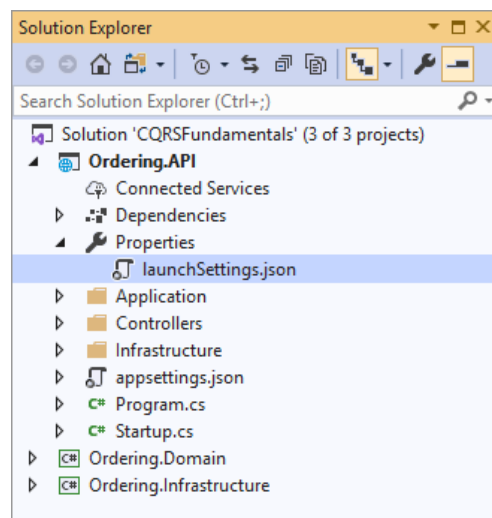 Solution Explorer
Search Solution Explorer (Ctrl+;)
Solution 'CQRSFundamentals' (3 of 3 projects)
Ordering.API
Connected Services
Dependencies
Properties
launchSettings.json
Application
Controllers
Infrastructure
appsettings.json
C# Program.cs
C# Startup.cs
C# Ordering.Domain
C# Ordering.Infrastructure